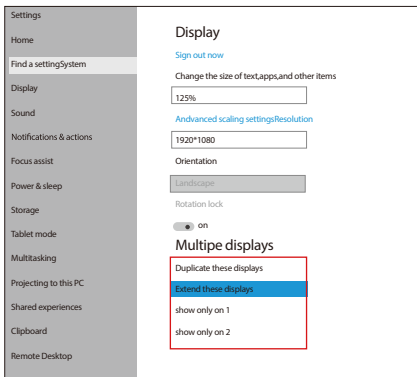 Settings
Home
Find a settingSystem
Display
Sound
Notifications & actions
Focus assist
Power & sleep
Storage
Tablet mode
Multitasking
Projecting to this PC
Shared experiences
Clipboard
Remote Desktop
Display
Sign out now
Change the size of text,apps,and other items
125%
Andvanced scaling settingsResolution
1920*1080
Orientation
Landscape
Rotation lock
on
Multipe displays
Duplicate these displays
Extend these displays
show only on 1
show only on 2